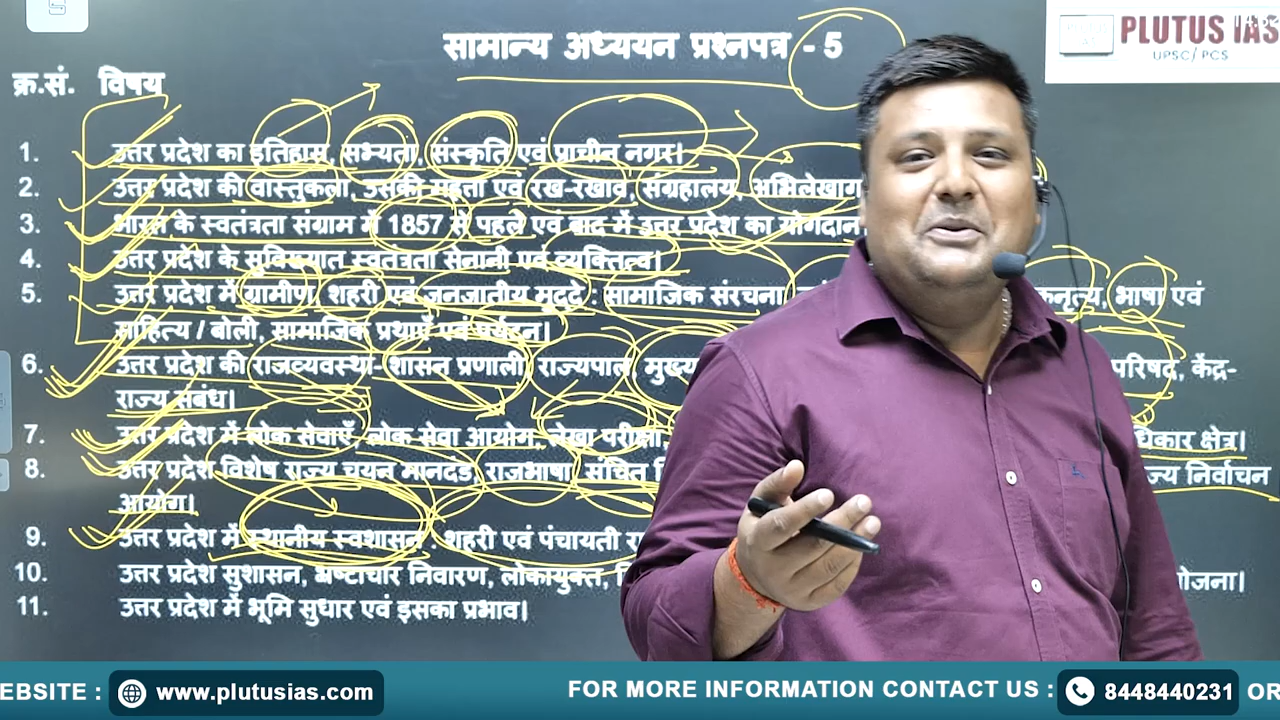 सामान्य अध्ययन प्रश्नपत्र - 5
PLUTUS IAS
UPSC/ PCS
क्र.सं. विषय
1. उत्तर प्रदेश का इतिहास, सभ्यता, संस्कृति एवं प्राचीन नगर।
2. उत्तर प्रदेश की वास्तुकला, उसकी महत्ता एवं रख-रखाव, संग्रहालय, अभिलेखाग
3. भारत के स्वतंत्रता संग्राम में 1857 से पहले एवं बाद में उत्तर प्रदेश का योगदान
4. उत्तर प्रदेश के सुविख्यात स्वतंत्रता सेनानी एवं व्यक्तित्व।
5. उत्तर प्रदेश में ग्रामीण, शहरी एवं जनजातीय मुद्दे : सामाजिक संरचना, कनृत्य, भाषा एवं
साहित्य / बोली, सामाजिक प्रथाएँ एवं पर्यटन।
6. उत्तर प्रदेश की राजव्यवस्था- शासन प्रणाली, राज्यपाल, मुख्य परिषद, केंद्र-
राज्य संबंध।
7. उत्तर प्रदेश में लोक सेवाएँ, लोक सेवा आयोग, लेखा परीक्षा, धिकार क्षेत्र।
8. उत्तर प्रदेश विशेष राज्य चयन मानदंड, राजभाषा, संचित ज्य निर्वाचन
आयोग।
9. उत्तर प्रदेश में स्थानीय स्वशासन : शहरी एवं पंचायती रा
10. उत्तर प्रदेश सुशासन, भ्रष्टाचार निवारण, लोकायुक्त, योजना।
11. उत्तर प्रदेश में भूमि सुधार एवं इसका प्रभाव।
EBSITE : www.plutusias.com FOR MORE INFORMATION CONTACT US : 8448440231 OR